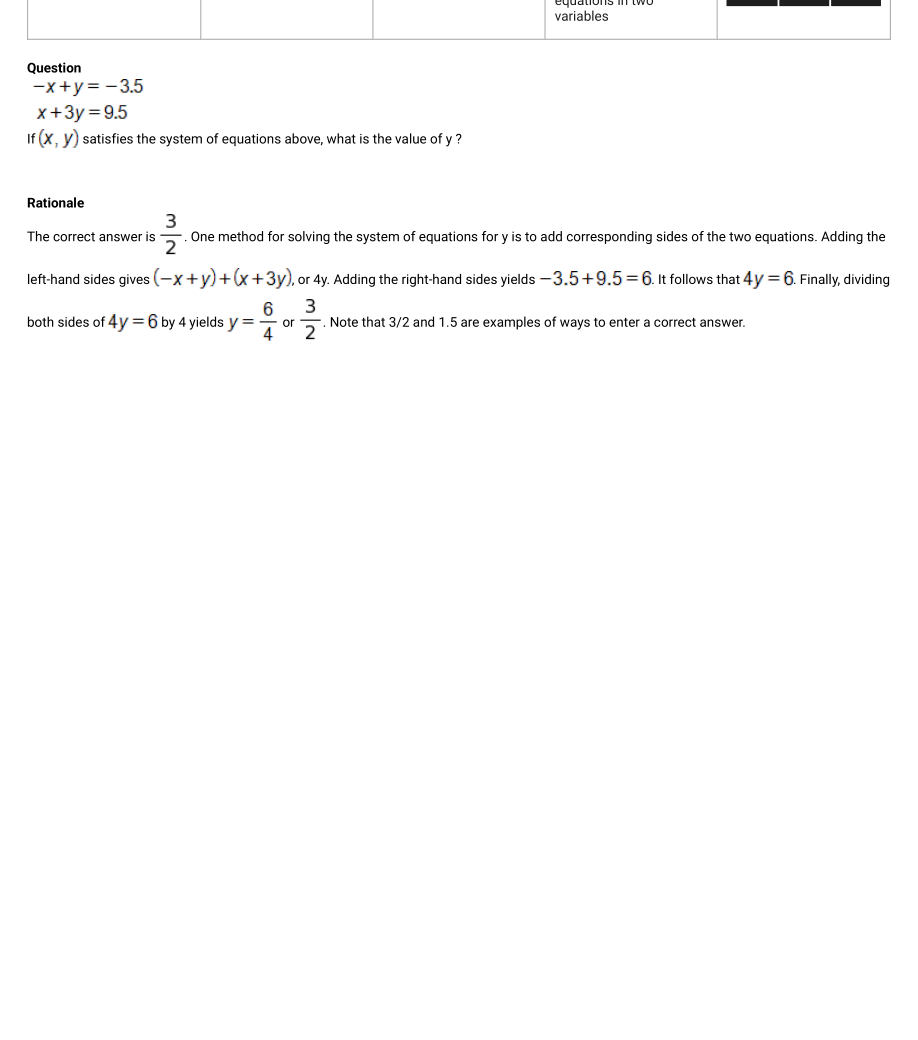 equations in two
variables
Question
−x+y = −3.5
x+3y = 9.5
If (x, y) satisfies the system of equations above, what is the value of y ?
Rationale
The correct answer is 3/2. One method for solving the system of equations for y is to add corresponding sides of the two equations. Adding the
left-hand sides gives (−x+y)+(x+3y), or 4y. Adding the right-hand sides yields −3.5+9.5 = 6. It follows that 4y = 6. Finally, dividing
both sides of 4y = 6 by 4 yields y = 6/4 or 3/2. Note that 3/2 and 1.5 are examples of ways to enter a correct answer.